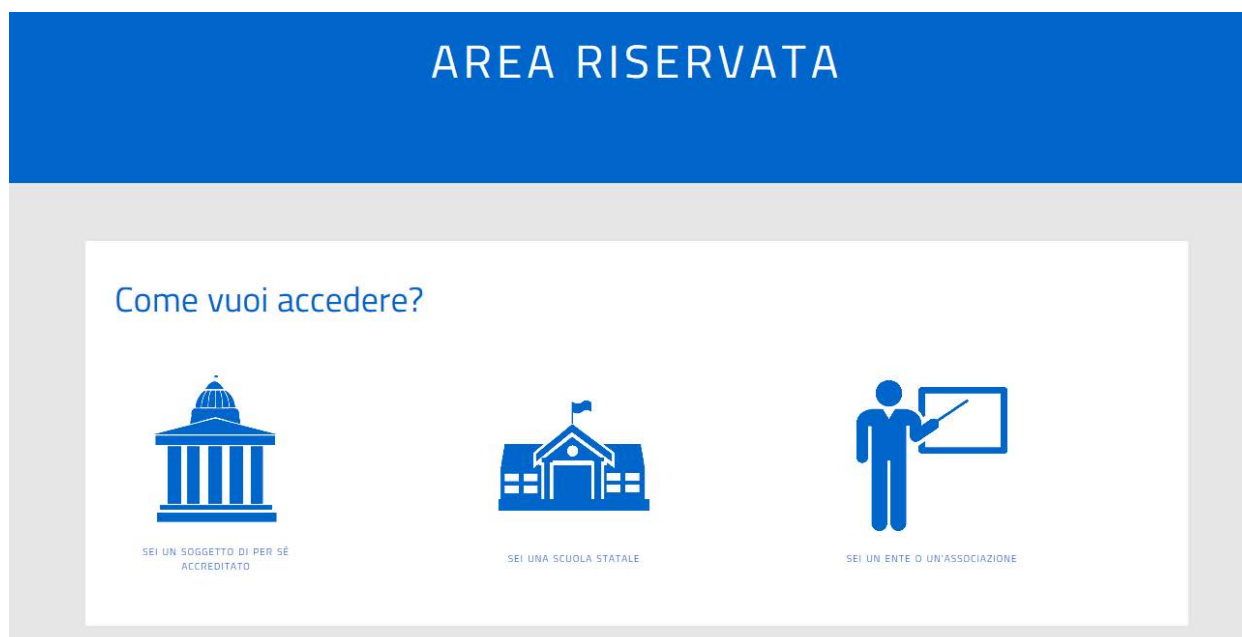 AREA RISERVATA
Come vuoi accedere?
SEI UN SOGGETTO DI PER SÉ
ACCREDITATO
SEI UNA SCUOLA STATALE
SEI UN ENTE O UN'ASSOCIAZIONE